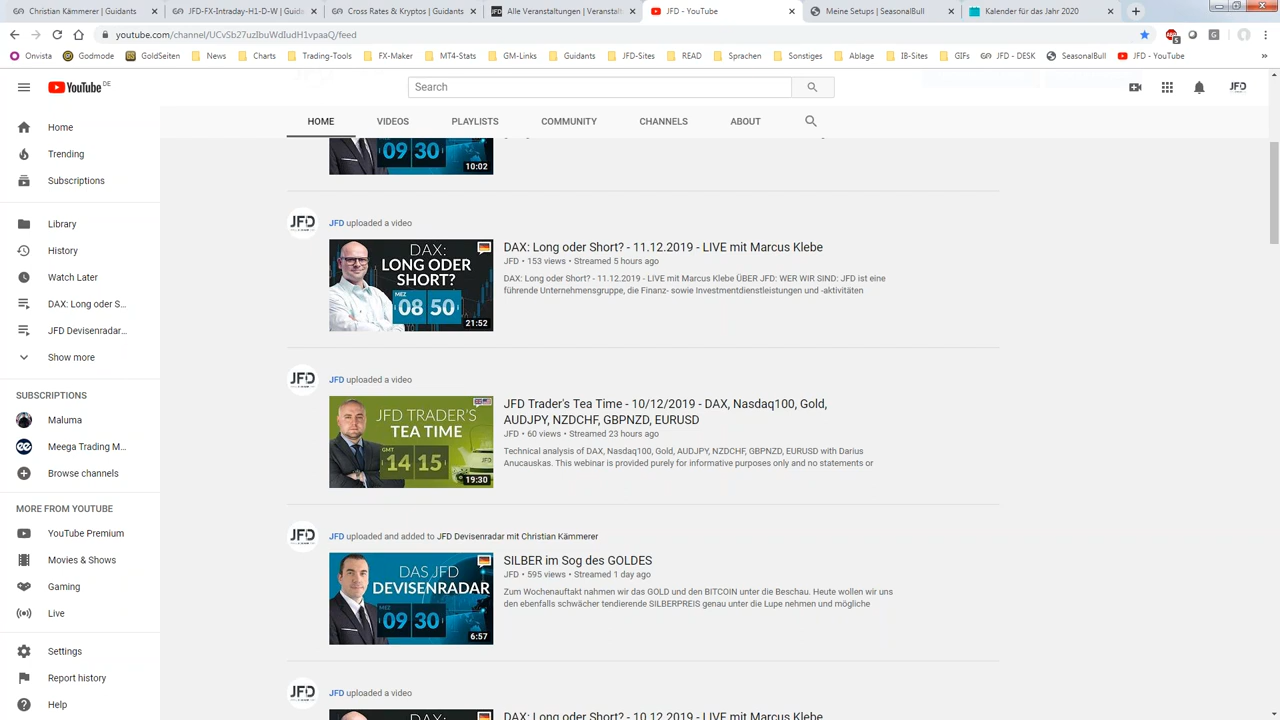 Christian Kämmerer | Guidants
JFD-FX-Intraday-H1-D-W | Guide
Cross Rates & Kryptos | Guidants
Alle Veranstaltungen | Veranstalt
JFD - YouTube
Meine Setups | SeasonalBull
Kalender für das Jahr 2020
youtube.com/channel/UCvSb27uzIbuWdIudH1vpaaQ/feed
Onvista
Godmode
GoldSeiten
News
Charts
Trading-Tools
FX-Maker
MT4-Stats
GM-Links
Guidants
JFD-Sites
READ
Sprachen
Sonstiges
Ablage
IB-Sites
GIFs
JFD - DESK
SeasonalBull
JFD - YouTube
YouTube DE
Search
JFD
HOME
VIDEOS
PLAYLISTS
COMMUNITY
CHANNELS
ABOUT
Home
Trending
Subscriptions
Library
History
Watch Later
DAX: Long oder S...
JFD Devisenradar...
Show more
SUBSCRIPTIONS
Maluma
Meega Trading M...
Browse channels
MORE FROM YOUTUBE
YouTube Premium
Movies & Shows
Gaming
Live
Settings
Report history
Help
09 30
10:02
JFD
JFD uploaded a video
DAX:
LONG ODER
SHORT?
MEZ
08 50
21:52
DAX: Long oder Short? - 11.12.2019 - LIVE mit Marcus Klebe
JFD • 153 views • Streamed 5 hours ago
DAX: Long oder Short? - 11.12.2019 - LIVE mit Marcus Klebe ÜBER JFD: WER WIR SIND: JFD ist eine
führende Unternehmensgruppe, die Finanz- sowie Investmentdienstleistungen und -aktivitäten
JFD
JFD uploaded a video
JFD TRADER'S
TEA TIME
GMT
14 15
19:30
JFD Trader's Tea Time - 10/12/2019 - DAX, Nasdaq100, Gold,
AUDJPY, NZDCHF, GBPNZD, EURUSD
JFD • 60 views • Streamed 23 hours ago
Technical analysis of DAX, Nasdaq100, Gold, AUDJPY, NZDCHF, GBPNZD, EURUSD with Darius
Anucauskas. This webinar is provided purely for informative purposes only and no statements or
JFD
JFD uploaded and added to JFD Devisenradar mit Christian Kämmerer
DAS JFD
DEVISENRADAR
MEZ
09 30
6:57
SILBER im Sog des GOLDES
JFD • 595 views • Streamed 1 day ago
Zum Wochenauftakt nahmen wir das GOLD und den BITCOIN unter die Beschau. Heute wollen wir uns
den ebenfalls schwächer tendierende SILBERPREIS genau unter die Lupe nehmen und mögliche
JFD
JFD uploaded a video
DAX:
DAX: Long oder Short? - 10.12.2019 - LIVE mit Marcus Klebe